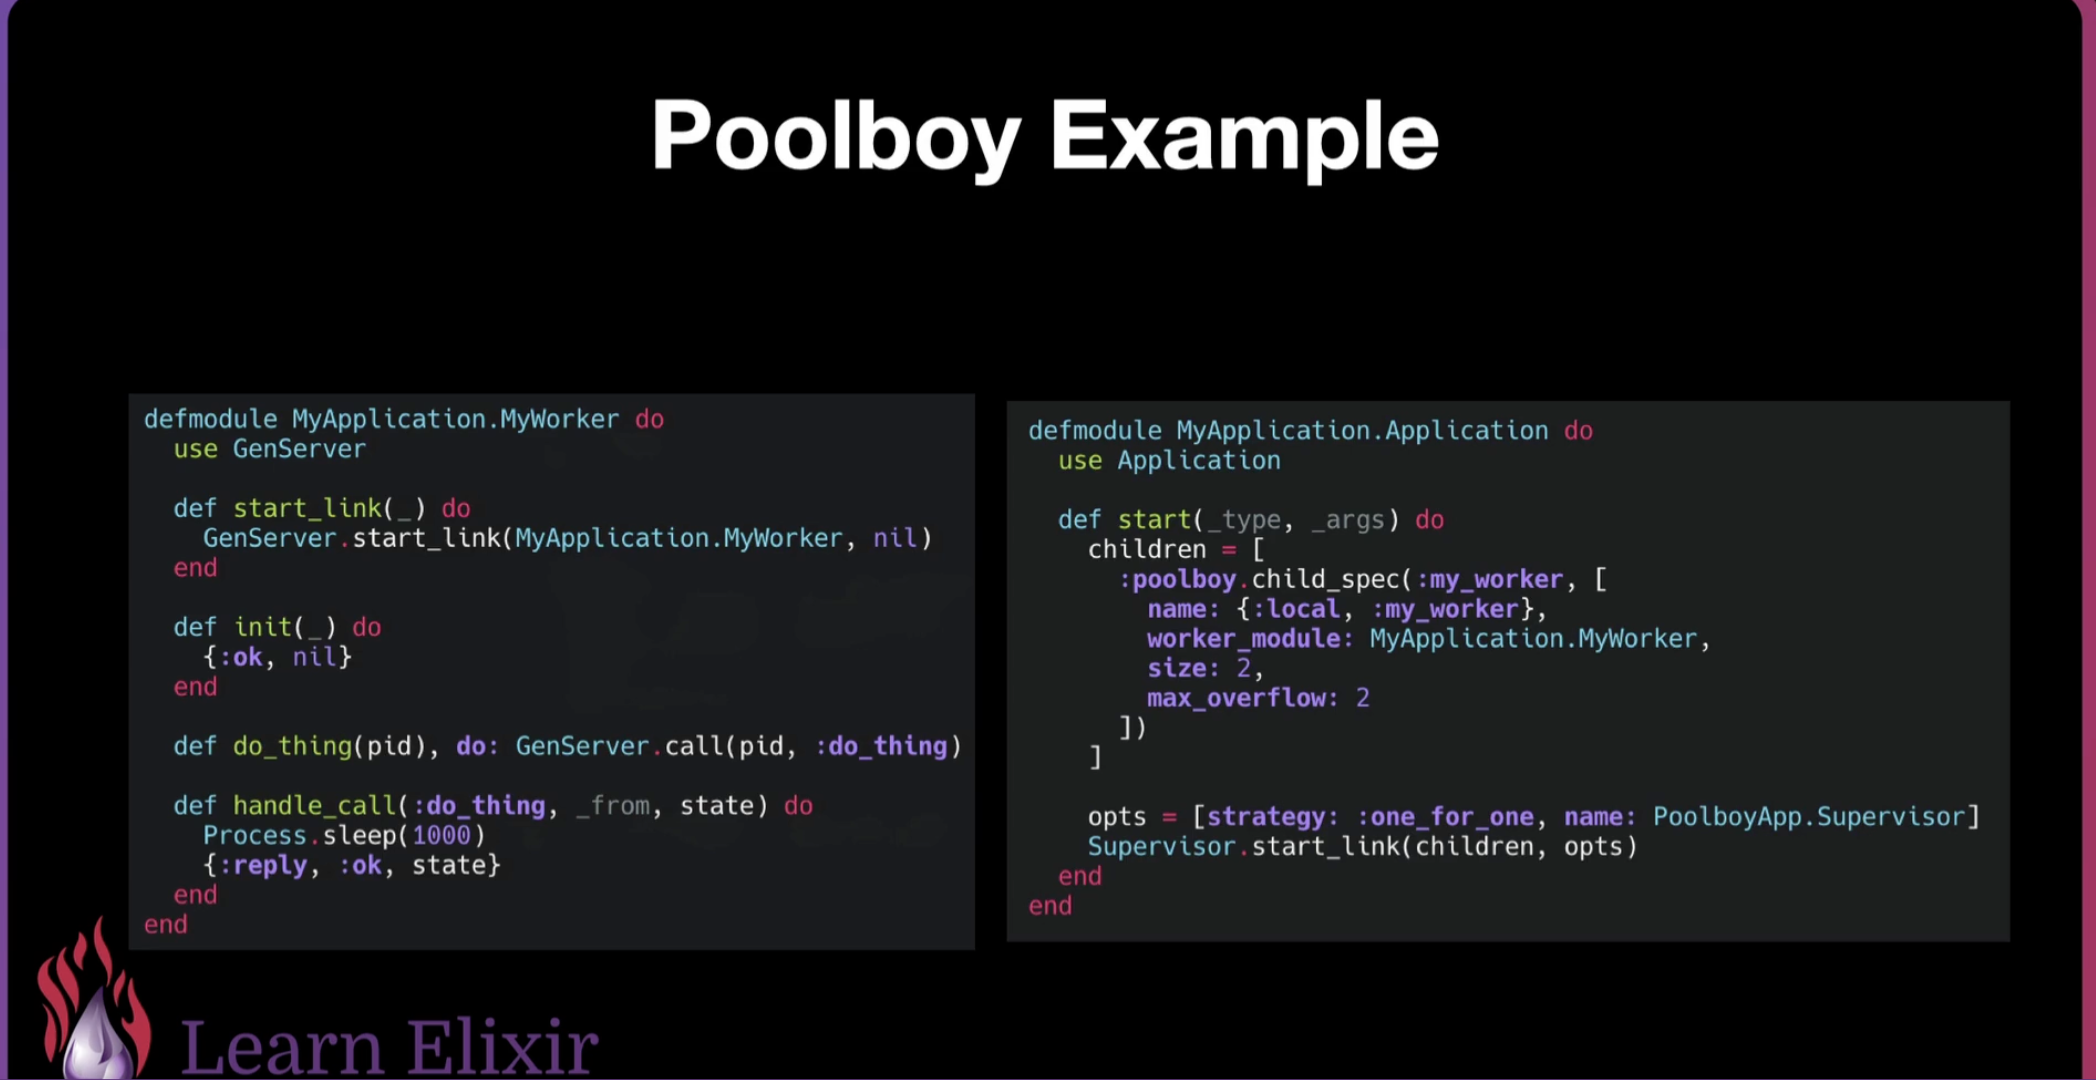 Poolboy Example
defmodule MyApplication.MyWorker do
  use GenServer

  def start_link(_) do
    GenServer.start_link(MyApplication.MyWorker, nil)
  end

  def init(_) do
    {:ok, nil}
  end

  def do_thing(pid), do: GenServer.call(pid, :do_thing)

  def handle_call(:do_thing, _from, state) do
    Process.sleep(1000)
    {:reply, :ok, state}
  end
end
defmodule MyApplication.Application do
  use Application

  def start(_type, _args) do
    children = [
      :poolboy.child_spec(:my_worker, [
        name: {:local, :my_worker},
        worker_module: MyApplication.MyWorker,
        size: 2,
        max_overflow: 2
      ])
    ]

    opts = [strategy: :one_for_one, name: PoolboyApp.Supervisor]
    Supervisor.start_link(children, opts)
  end
end
Learn Elixir